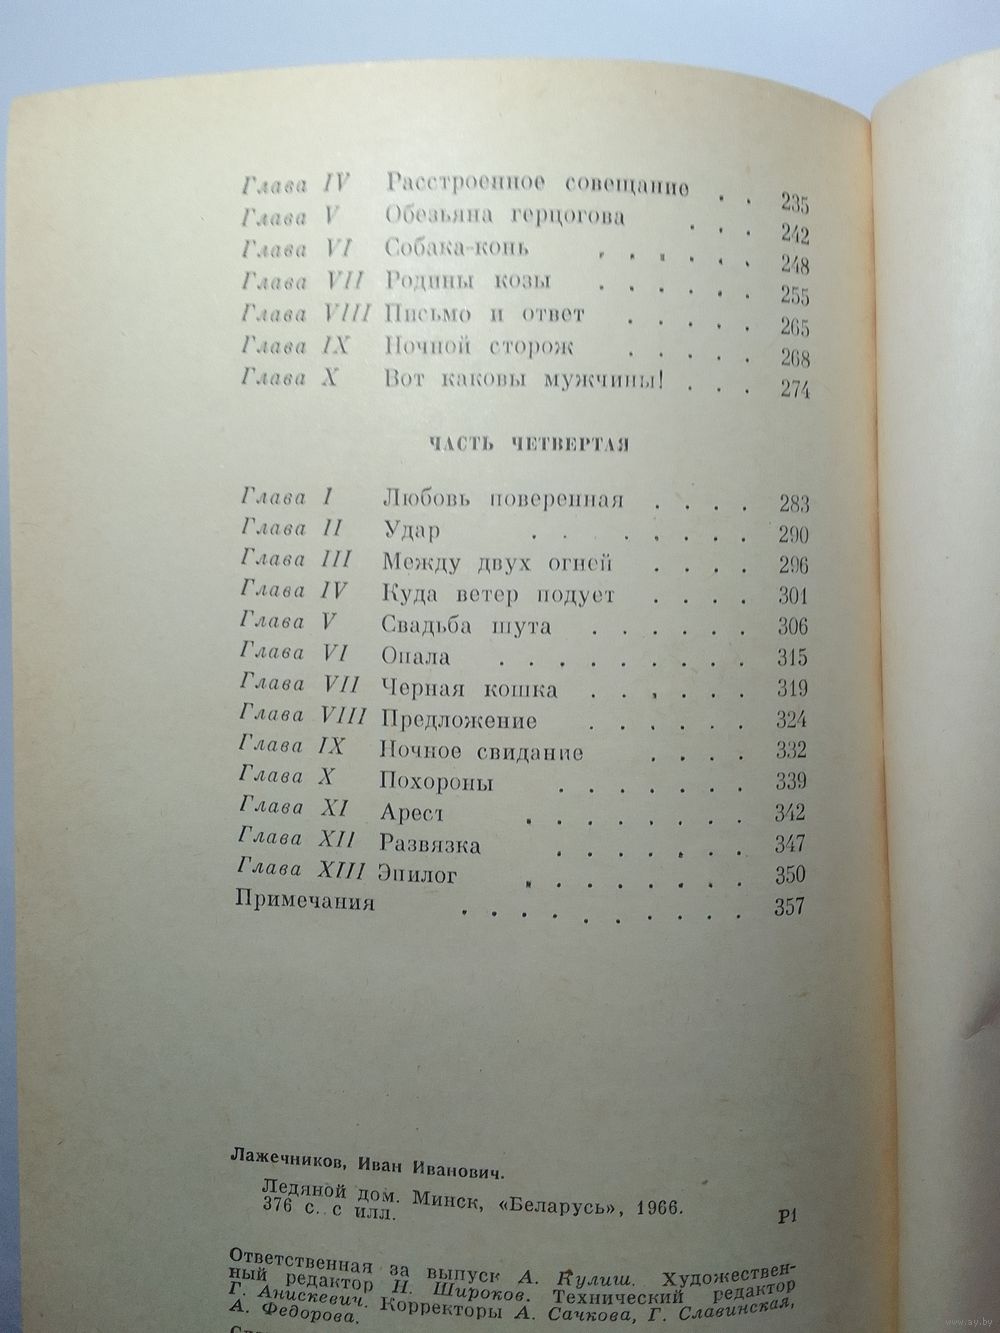 Глава IV Расстроенное совещание . . 235
Глава V Обезьяна герцогова . . . 242
Глава VI Собака-конь . . . . . . 248
Глава VII Родины козы . . . . . . 255
Глава VIII Письмо и ответ . . . . . 265
Глава IX Ночной сторож . . . . . 268
Глава X Вот каковы мужчины! . . . 274
ЧАСТЬ ЧЕТВЕРТАЯ
Глава I Любовь поверенная . . . . 283
Глава II Удар . . . . . . . . 290
Глава III Между двух огней . . . . 296
Глава IV Куда ветер подует . . . . 301
Глава V Свадьба шута . . . . . . 306
Глава VI Опала . . . . . . . . . 315
Глава VII Черная кошка . . . . . . 319
Глава VIII Предложение . . . . . . 324
Глава IX Ночное свидание . . . . 332
Глава X Похороны . . . . . . . 339
Глава XI Арест . . . . . . . . 342
Глава XII Развязка . . . . . . . 347
Глава XIII Эпилог . . . . . . . . 350
Примечания . . . . . . . . . . 357
Лажечников, Иван Иванович.
Ледяной дом. Минск, «Беларусь», 1966.
376 с. с илл.
Р1
Ответственная за выпуск А. Кулиш. Художествен-
ный редактор Н. Широков. Технический редактор
Г. Анискевич. Корректоры А. Сачкова, Г. Славинская,
А. Федорова.
www.ay.by